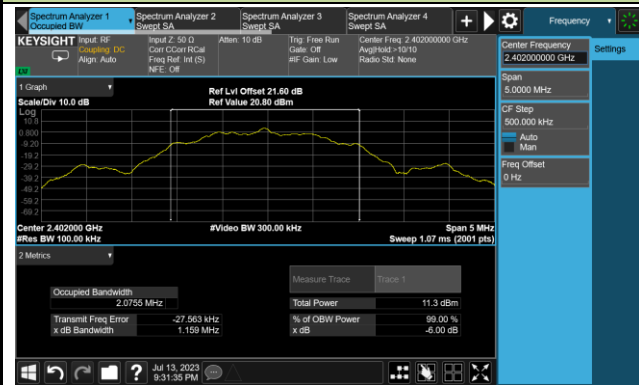 Spectrum Analyzer 1
Occupied BW
Spectrum Analyzer 2
Swept SA
Spectrum Analyzer 3
Swept SA
Spectrum Analyzer 4
Swept SA
+
Frequency
KEYSIGHT
Input: RF
Coupling: DC
Align: Auto
Input Z: 50 Ω
Corr CCorr RCal
Freq Ref: Int (S)
NFE: Off
Atten: 10 dB
Trig: Free Run
Gate: Off
#IF Gain: Low
Center Freq: 2.402000000 GHz
Avg|Hold:>10/10
Radio Std: None
Center Frequency
2.402000000 GHz
Settings
Span
5.0000 MHz
CF Step
500.000 kHz
Auto
Man
Freq Offset
0 Hz
1 Graph
Scale/Div 10.0 dB
Ref Lvl Offset 21.60 dB
Ref Value 20.80 dBm
Log
10.8
0.800
-9.20
-19.2
-29.2
-39.2
-49.2
-59.2
-69.2
Center 2.402000 GHz
#Res BW 100.00 kHz
#Video BW 300.00 kHz
Span 5 MHz
Sweep 1.07 ms (2001 pts)
2 Metrics
Measure Trace
Trace 1
Occupied Bandwidth
2.0755 MHz
Total Power
11.3 dBm
Transmit Freq Error
-27.563 kHz
% of OBW Power
99.00 %
x dB Bandwidth
1.159 MHz
x dB
-6.00 dB
?
Jul 13, 2023
9:31:35 PM